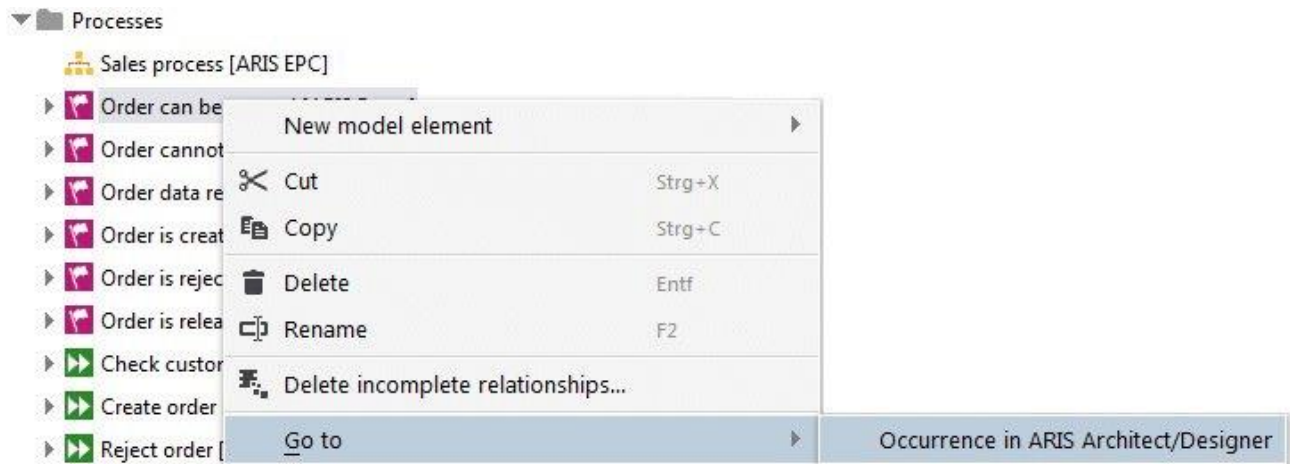 Processes
Sales process [ARIS EPC]
Order can be
New model element
Order cannot
Cut Strg+X
Order data re
Copy Strg+C
Order is creat
Order is rejec
Delete Entf
Order is relea
Rename F2
Check custor
Delete incomplete relationships...
Create order
Go to
Occurrence in ARIS Architect/Designer
Reject order [